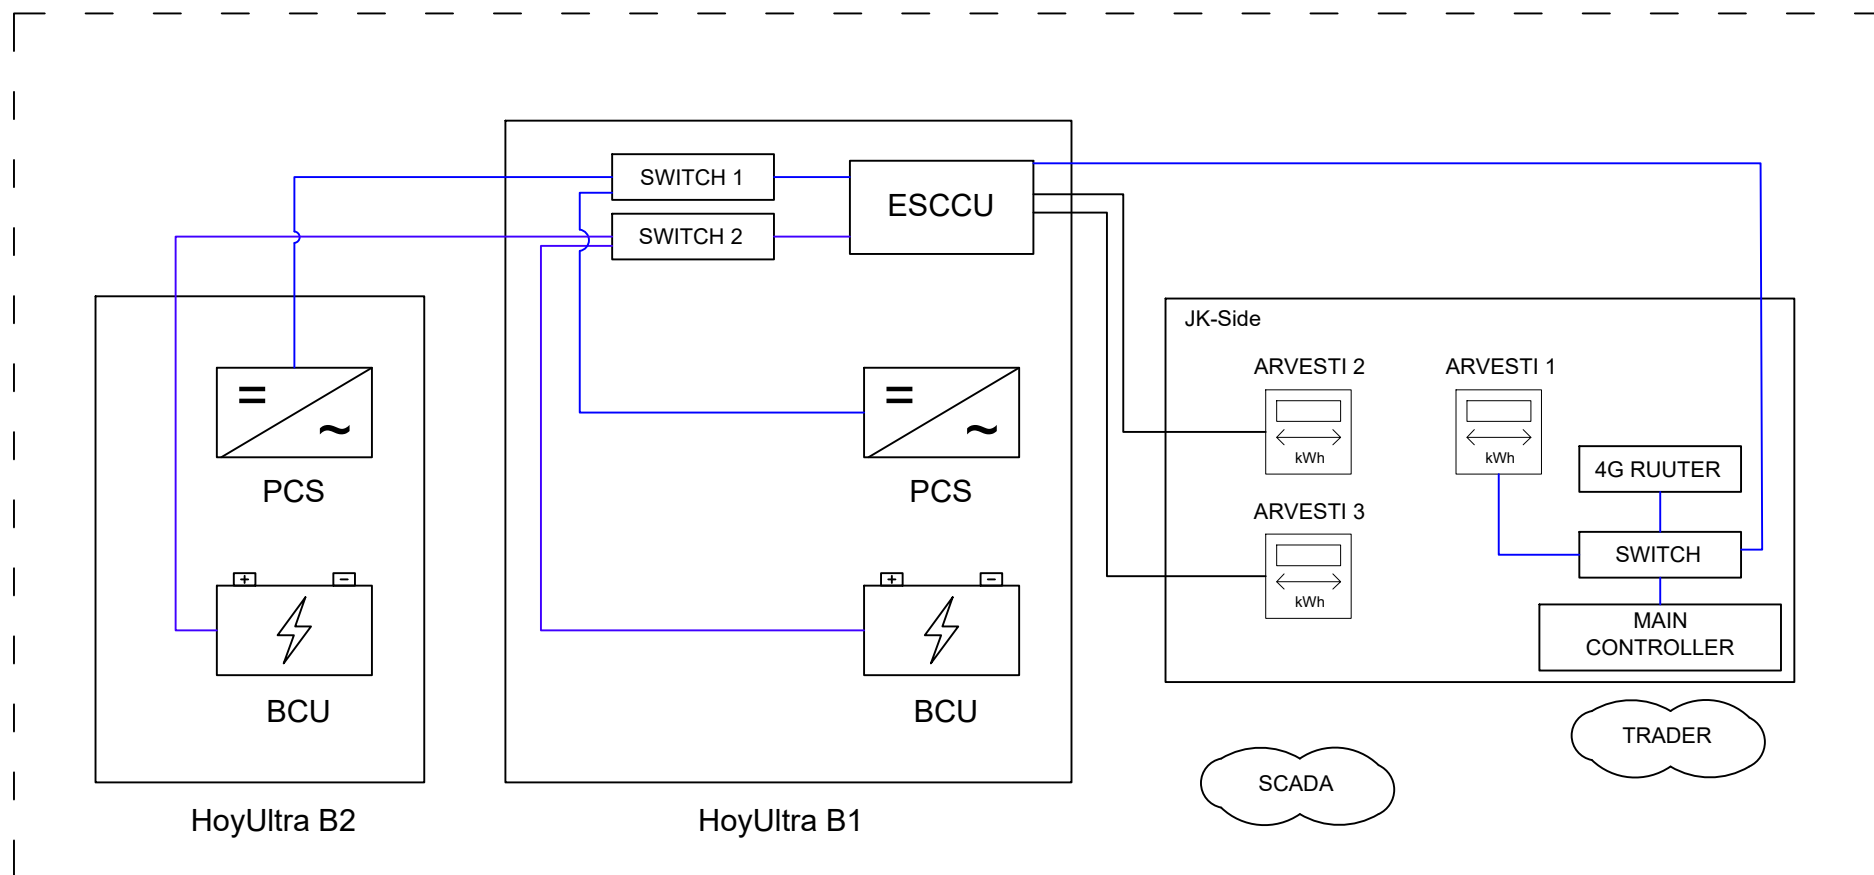 SWITCH 1
SWITCH 2
ESCCU
JK-Side
ARVESTI 2
ARVESTI 1
kWh
kWh
4G RUUTER
ARVESTI 3
kWh
SWITCH
MAIN
CONTROLLER
=
~
PCS
=
~
PCS
+
-
BCU
+
-
BCU
TRADER
SCADA
HoyUltra B2
HoyUltra B1